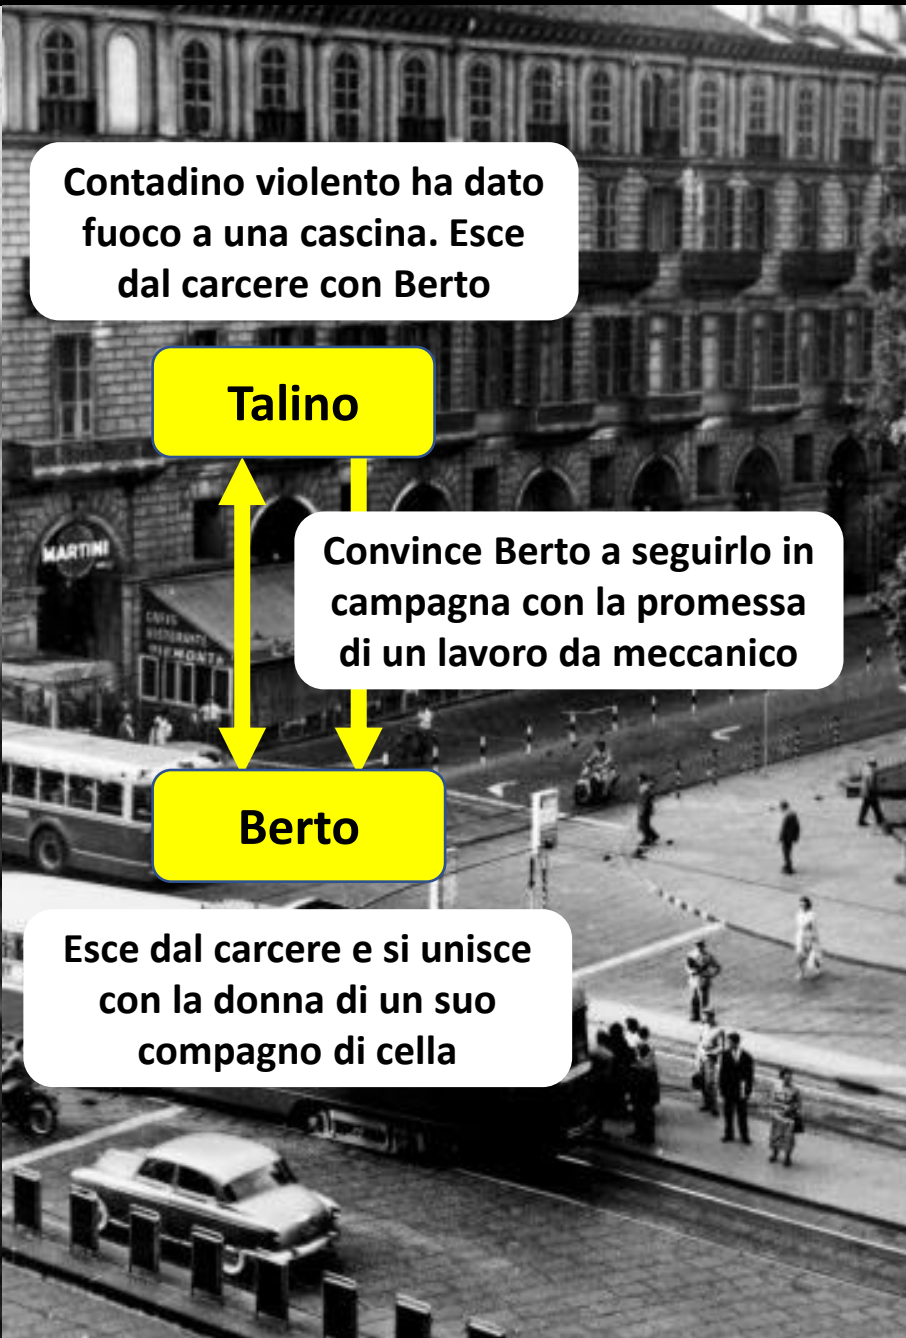 Contadino violento ha dato
fuoco a una cascina. Esce
dal carcere con Berto
Talino
MARTINI
Convince Berto a seguirlo in
campagna con la promessa
di un lavoro da meccanico
RISTORANTE
PIEMONTE
Berto
Esce dal carcere e si unisce
con la donna di un suo
compagno di cella